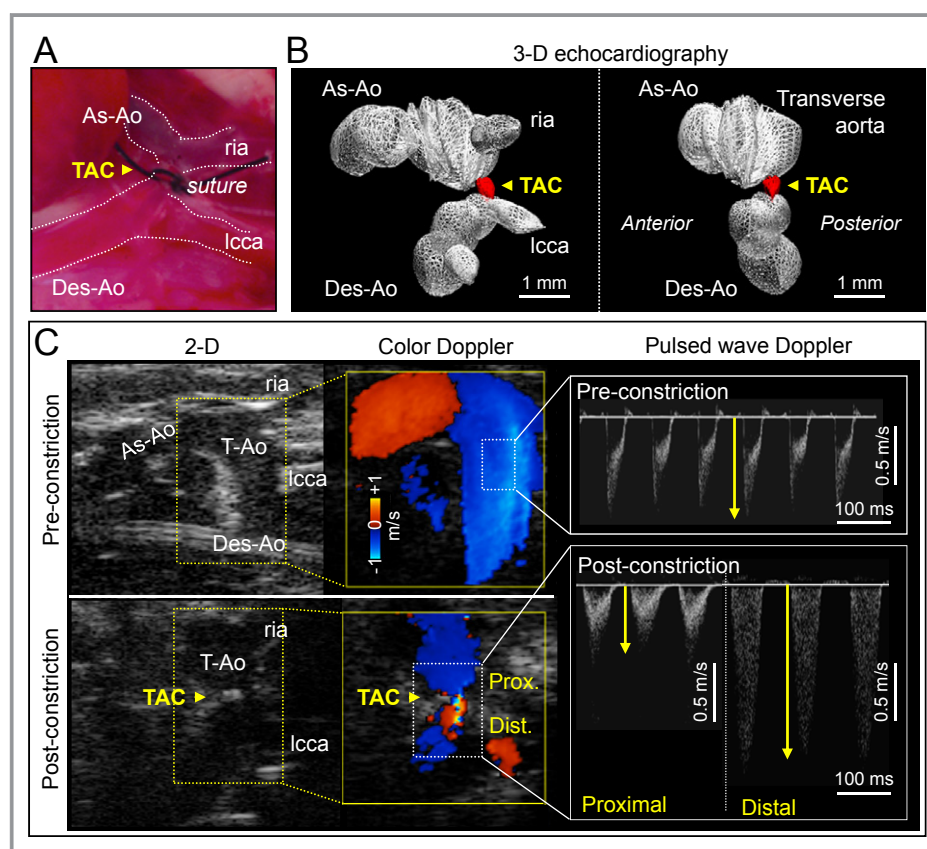 A
As-Ao
ria
TAC
suture
lcca
Des-Ao
B
3-D echocardiography
As-Ao
ria
TAC
lcca
Des-Ao
1 mm
As-Ao
Transverse
aorta
TAC
Anterior
Posterior
Des-Ao
1 mm
C
2-D
Color Doppler
Pulsed wave Doppler
Pre-constriction
ria
As-Ao
T-Ao
lcca
Des-Ao
-1 0 +1
m/s
Pre-constriction
0.5 m/s
100 ms
Post-constriction
ria
T-Ao
TAC
lcca
TAC
Prox.
Dist.
Post-constriction
0.5 m/s
0.5 m/s
100 ms
Proximal
Distal